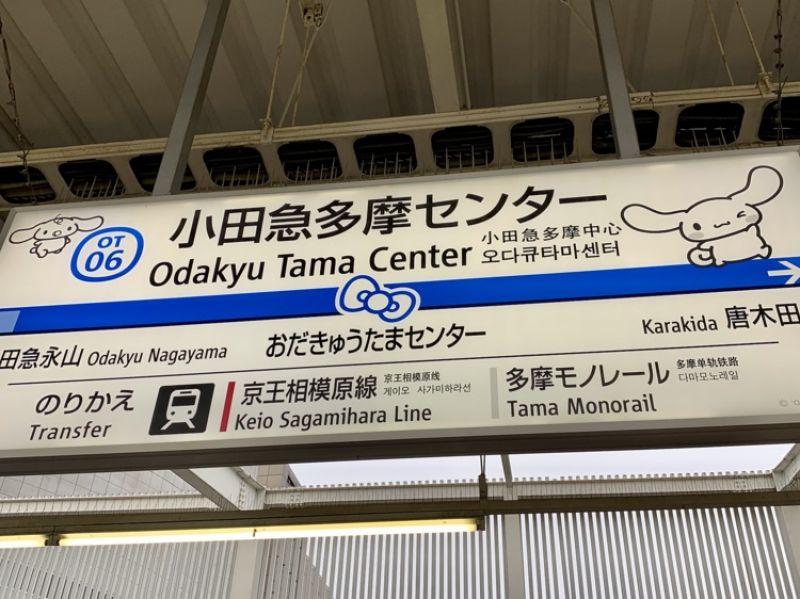 OT
06
小田急多摩センター
Odakyu Tama Center
小田急多摩中心
오다큐타마센터
田急永山 Odakyu Nagayama
おだきゅうたまセンター
Karakida 唐木田
のりかえ
Transfer
京王相模原線
京王相模原线
게이오 사가미하라선
Keio Sagamihara Line
多摩モノレール
多摩单轨铁路
다마모노레일
Tama Monorail